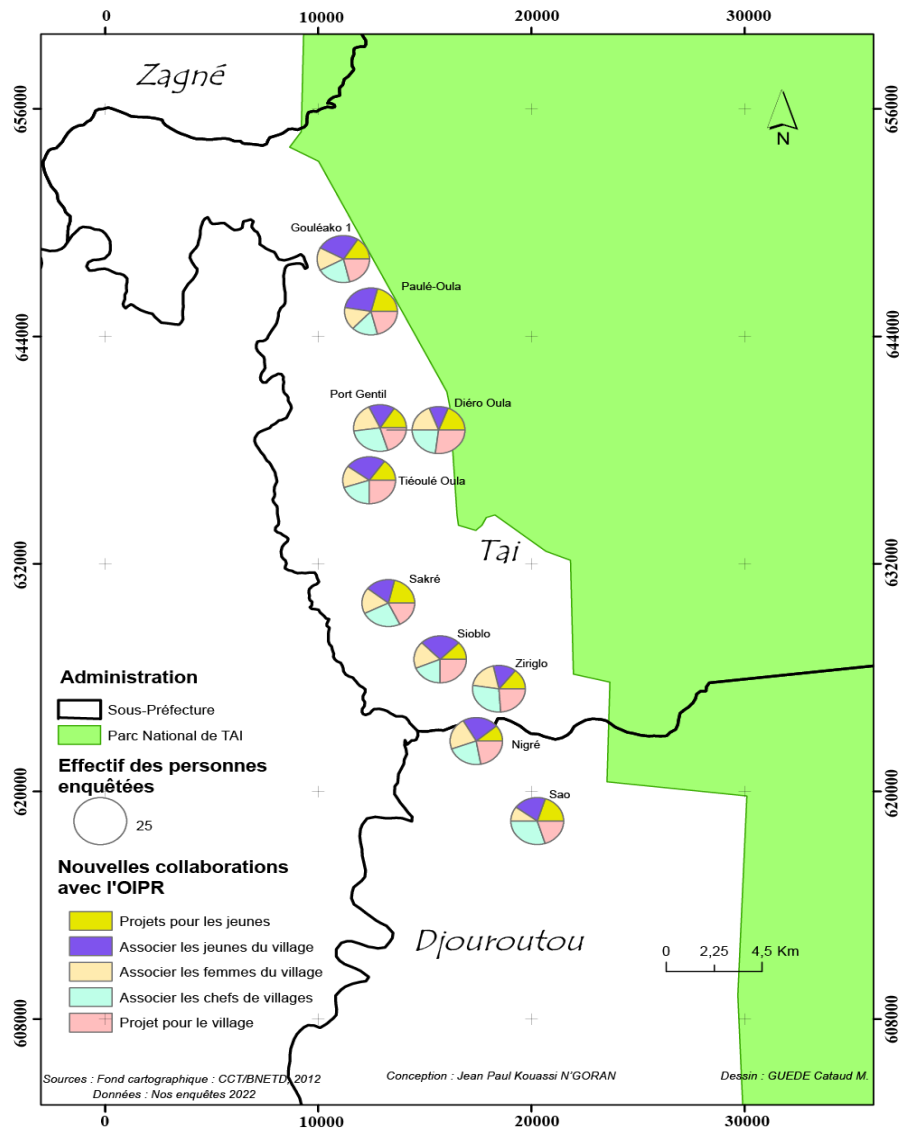 0
10000
20000
30000
Zagné
656000
656000
N
Gouléako 1
Paulé-Oula
644000
644000
Port Gentil
Diéro Oula
Tiéoulé Oula
Taj
632000
632000
Sakré
Sioblo
Ziriglo
Nigré
Sao
Administration
Sous-Préfecture
Parc National de TAI
Effectif des personnes
enquêtées
25
620000
620000
Nouvelles collaborations
avec l'OIPR
Projets pour les jeunes
Associer les jeunes du village
Associer les femmes du village
Associer les chefs de villages
Projet pour le village
Djouroutou
0 2,25 4,5 Km
608000
608000
Sources : Fond cartographique : CCT/BNETD, 2012
Données : Nos enquêtes 2022
Conception : Jean Paul Kouassi N'GORAN
Dessin : GUEDE Cataud M.
0
10000
20000
30000